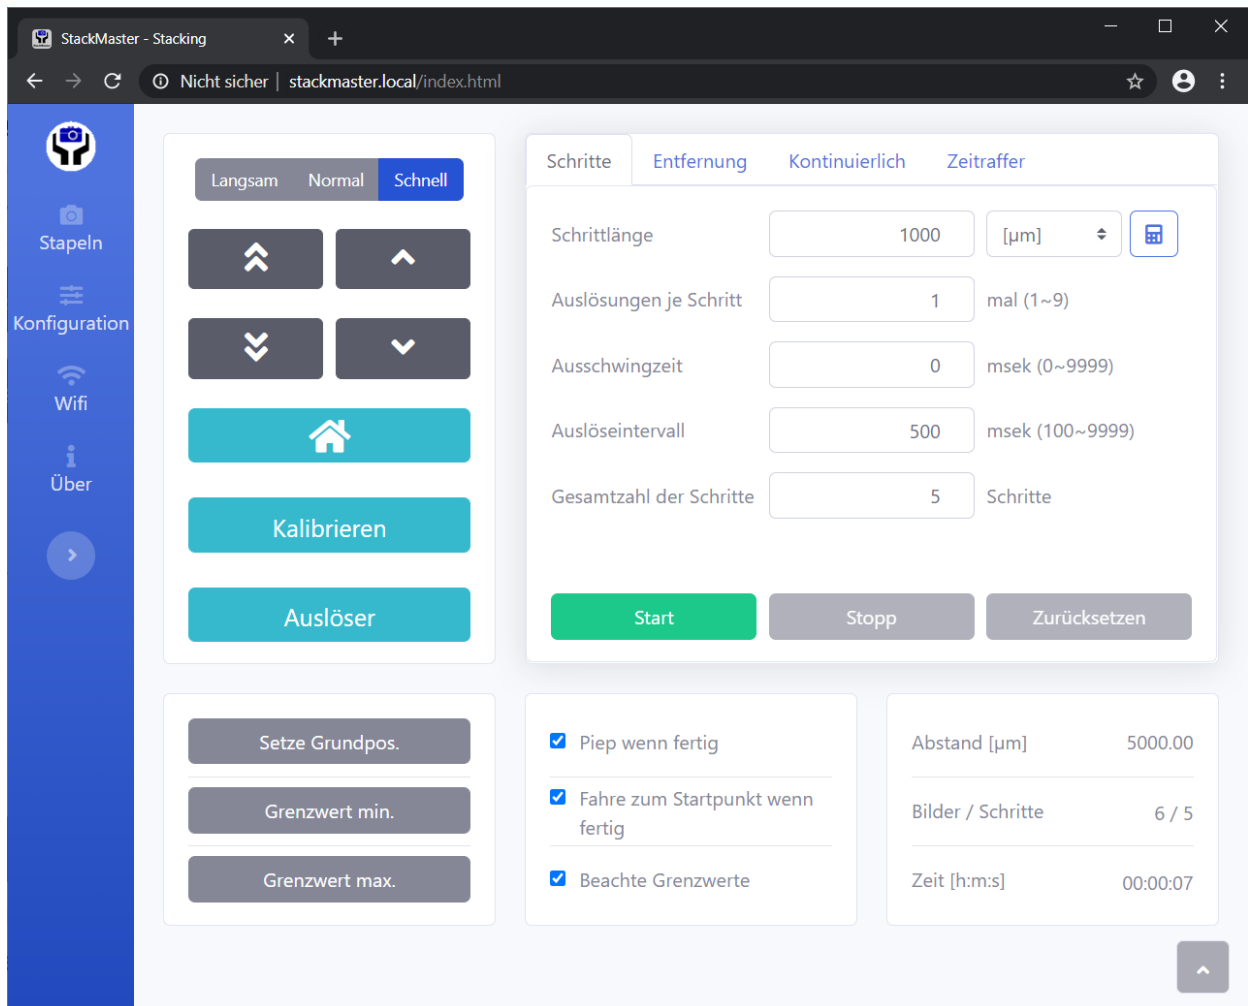 StackMaster - Stacking
Nicht sicher | stackmaster.local/index.html
Stapeln
Konfiguration
Wifi
Über
Langsam Normal Schnell
Kalibrieren
Auslöser
Schritte Entfernung Kontinuierlich Zeitraffer
Schrittlänge 1000 [µm]
Auslösungen je Schritt 1 mal (1~9)
Ausschwingzeit 0 msek (0~9999)
Auslöseintervall 500 msek (100~9999)
Gesamtzahl der Schritte 5 Schritte
Start Stopp Zurücksetzen
Setze Grundpos.
Grenzwert min.
Grenzwert max.
Piep wenn fertig
Fahre zum Startpunkt wenn
fertig
Beachte Grenzwerte
Abstand [µm] 5000.00
Bilder / Schritte 6 / 5
Zeit [h:m:s] 00:00:07